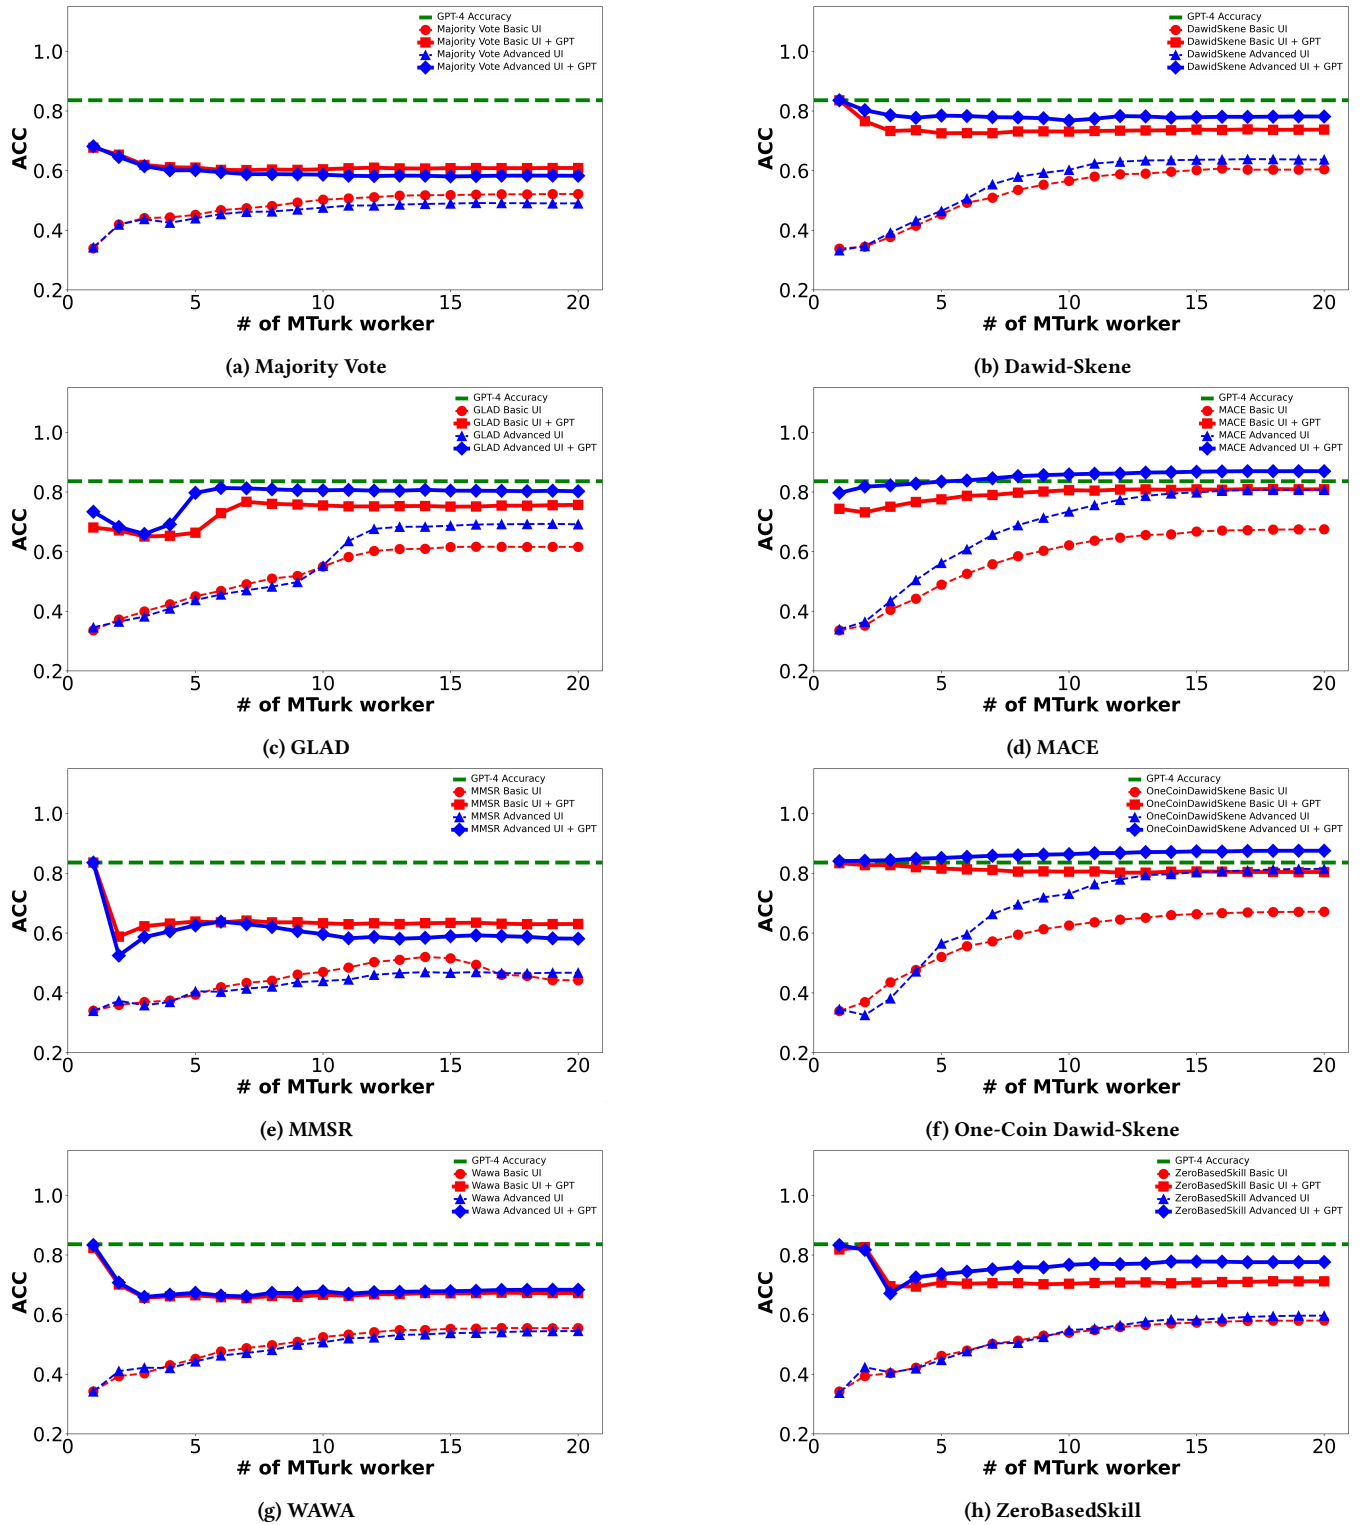 GPT-4 Accuracy
Majority Vote Basic UI
Majority Vote Basic UI + GPT
Majority Vote Advanced UI
Majority Vote Advanced UI + GPT
ACC
1.0
0.8
0.6
0.4
0.2
0 5 10 15 20
# of MTurk worker
(a) Majority Vote
GPT-4 Accuracy
DawidSkene Basic UI
DawidSkene Basic UI + GPT
DawidSkene Advanced UI
DawidSkene Advanced UI + GPT
ACC
1.0
0.8
0.6
0.4
0.2
0 5 10 15 20
# of MTurk worker
(b) Dawid-Skene
GPT-4 Accuracy
GLAD Basic UI
GLAD Basic UI + GPT
GLAD Advanced UI
GLAD Advanced UI + GPT
ACC
1.0
0.8
0.6
0.4
0.2
0 5 10 15 20
# of MTurk worker
(c) GLAD
GPT-4 Accuracy
MACE Basic UI
MACE Basic UI + GPT
MACE Advanced UI
MACE Advanced UI + GPT
ACC
1.0
0.8
0.6
0.4
0.2
0 5 10 15 20
# of MTurk worker
(d) MACE
GPT-4 Accuracy
MMSR Basic UI
MMSR Basic UI + GPT
MMSR Advanced UI
MMSR Advanced UI + GPT
ACC
1.0
0.8
0.6
0.4
0.2
0 5 10 15 20
# of MTurk worker
(e) MMSR
GPT-4 Accuracy
OneCoinDawidSkene Basic UI
OneCoinDawidSkene Basic UI + GPT
OneCoinDawidSkene Advanced UI
OneCoinDawidSkene Advanced UI + GPT
ACC
1.0
0.8
0.6
0.4
0.2
0 5 10 15 20
# of MTurk worker
(f) One-Coin Dawid-Skene
GPT-4 Accuracy
Wawa Basic UI
Wawa Basic UI + GPT
Wawa Advanced UI
Wawa Advanced UI + GPT
ACC
1.0
0.8
0.6
0.4
0.2
0 5 10 15 20
# of MTurk worker
(g) WAWA
GPT-4 Accuracy
ZeroBasedSkill Basic UI
ZeroBasedSkill Basic UI + GPT
ZeroBasedSkill Advanced UI
ZeroBasedSkill Advanced UI + GPT
ACC
1.0
0.8
0.6
0.4
0.2
0 5 10 15 20
# of MTurk worker
(h) ZeroBasedSkill